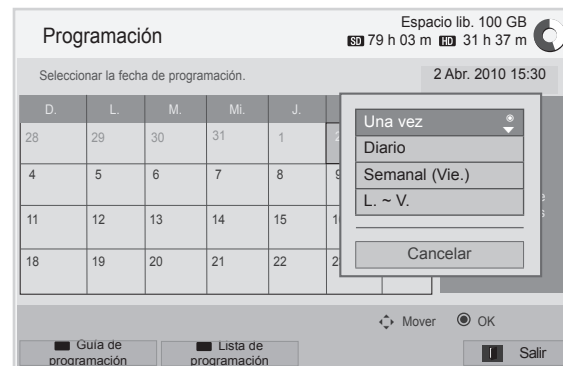 Programación
Espacio lib. 100 GB
SD 79 h 03 m HD 31 h 37 m
Seleccionar la fecha de programación.
2 Abr. 2010 15:30
D. L. M. Mi. J.
28 29 30 31 1
4 5 6 7 8
11 12 13 14 15
18 19 20 21 22
Una vez
Diario
Semanal (Vie.)
L. ~ V.
Cancelar
Mover OK
Guía de programación
Lista de programación
Salir